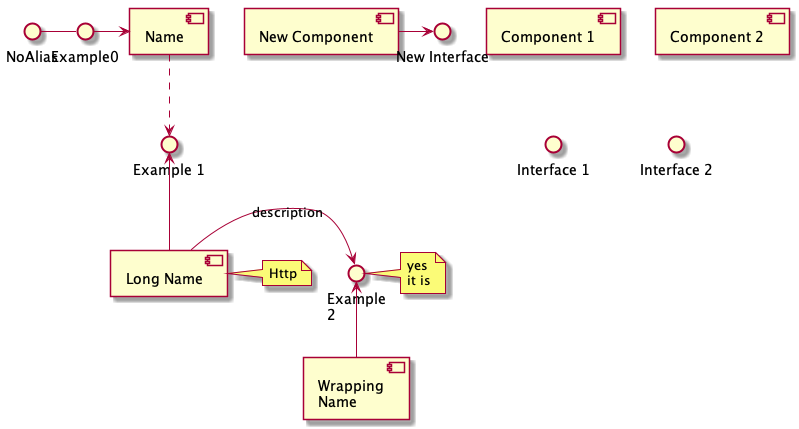 Name
New Component
Component 1
Component 2
NoAlias
Example0
New Interface
Example 1
Interface 1
Interface 2
description
Long Name
Http
yes
it is
Example
2
Wrapping
Name